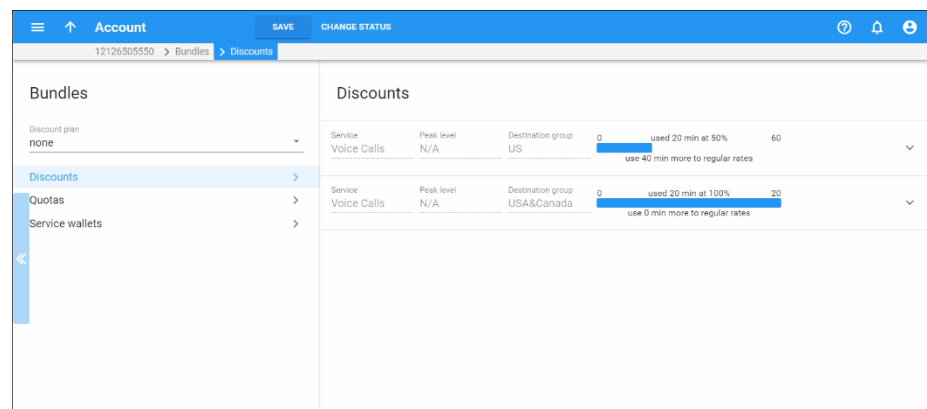 Account SAVE CHANGE STATUS
12126505550 > Bundles > Discounts
Bundles
Discount plan
none
Discounts
Quotas
Service wallets
Discounts
Service Peak level Destination group 0 used 20 min at 50% 60
Voice Calls N/A US
use 40 min more to regular rates
Service Peak level Destination group 0 used 20 min at 100% 20
Voice Calls N/A USA&Canada
use 0 min more to regular rates